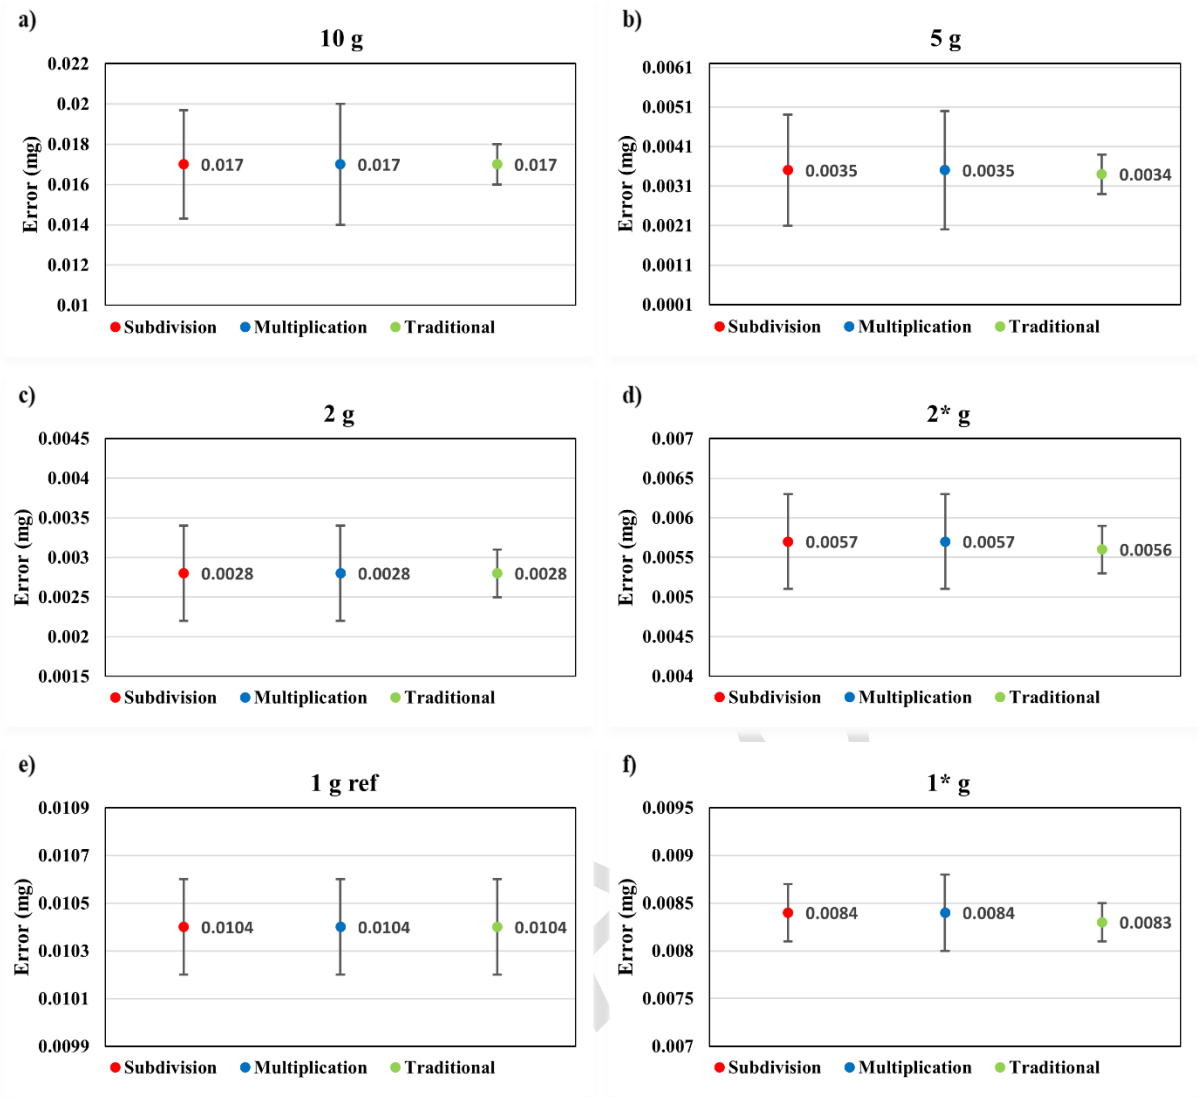 a)
10 g
Error (mg)
0.022
0.02
0.018
0.016
0.014
0.012
0.01
0.017
0.017
0.017
Subdivision Multiplication Traditional
b)
5 g
Error (mg)
0.0061
0.0051
0.0041
0.0031
0.0021
0.0011
0.0001
0.0035
0.0035
0.0034
Subdivision Multiplication Traditional
c)
2 g
Error (mg)
0.0045
0.004
0.0035
0.003
0.0025
0.002
0.0015
0.0028
0.0028
0.0028
Subdivision Multiplication Traditional
d)
2* g
Error (mg)
0.007
0.0065
0.006
0.0055
0.005
0.0045
0.004
0.0057
0.0057
0.0056
Subdivision Multiplication Traditional
e)
1 g ref
Error (mg)
0.0109
0.0107
0.0105
0.0103
0.0101
0.0099
0.0104
0.0104
0.0104
Subdivision Multiplication Traditional
f)
1* g
Error (mg)
0.0095
0.009
0.0085
0.008
0.0075
0.007
0.0084
0.0084
0.0083
Subdivision Multiplication Traditional